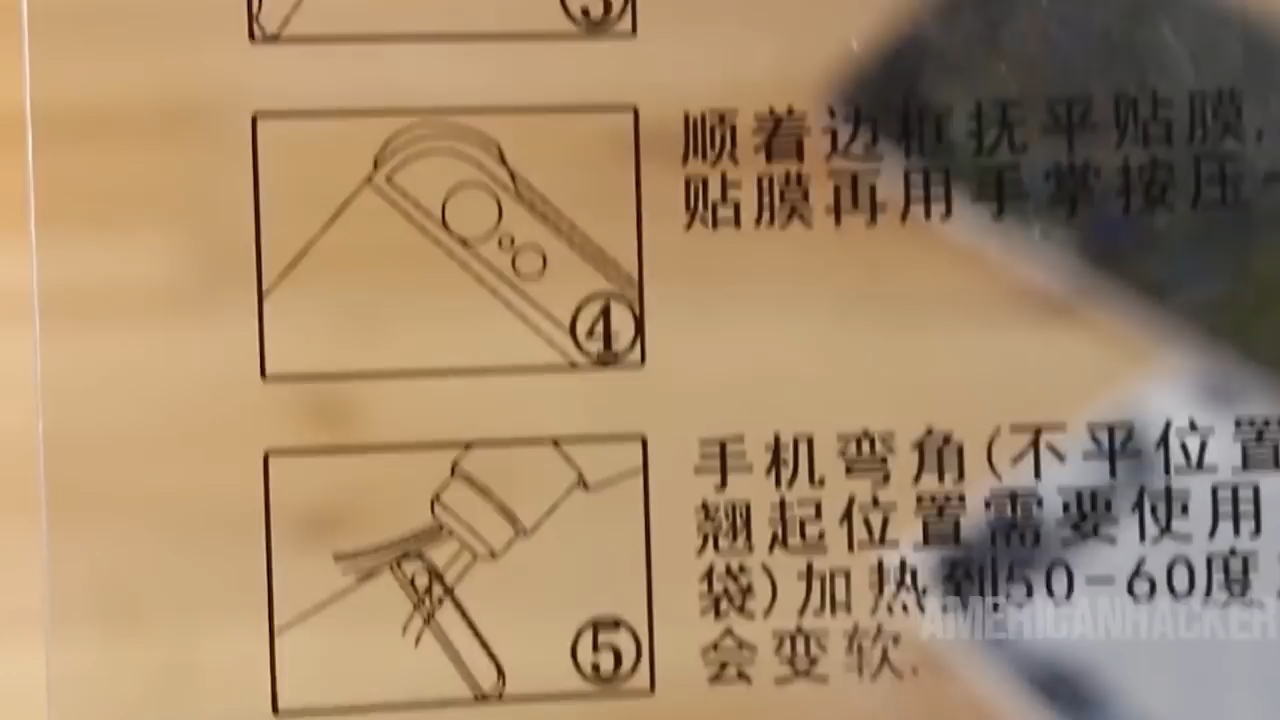 ③
顺着边框抚平贴膜.
贴膜再用手掌按压
④
手机弯角(不平位置
翘起位置需要使用
袋)加热到50-60度
会变软.
⑤
AMERICANHACKER